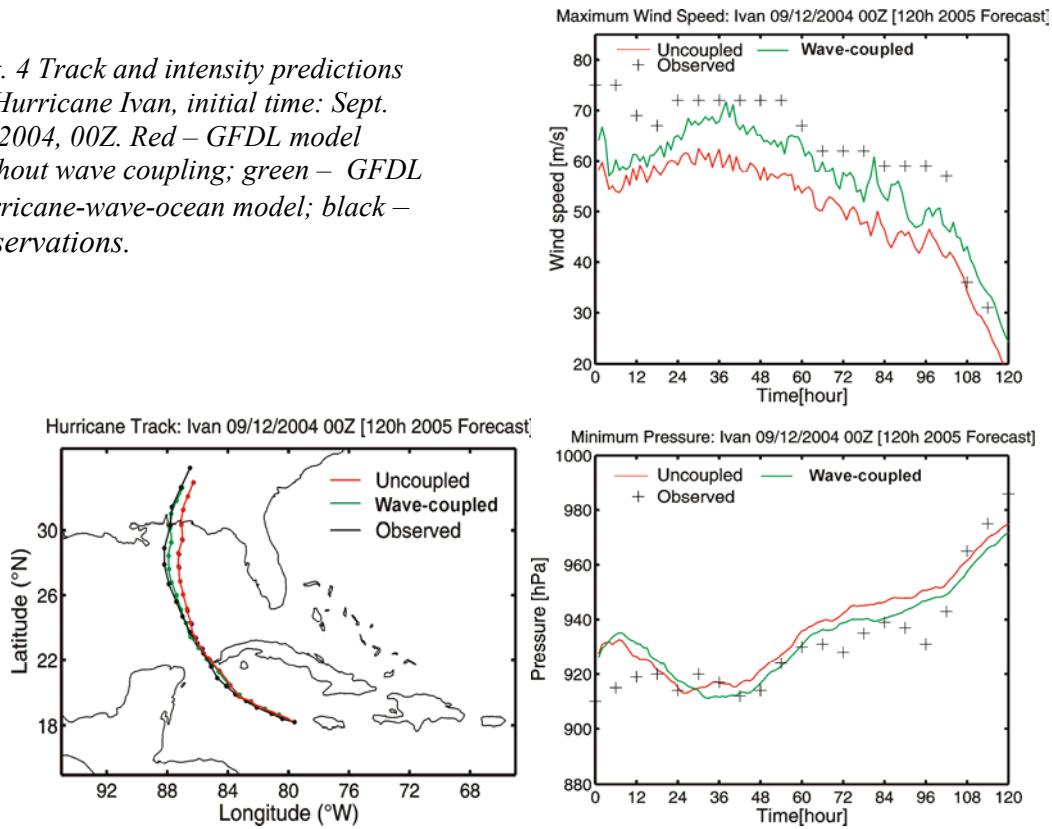 . 4 Track and intensity predictions
Hurricane Ivan, initial time: Sept.
2004, 00Z. Red – GFDL model
hout wave coupling; green – GFDL
rricane-wave-ocean model; black –
servations.
Maximum Wind Speed: Ivan 09/12/2004 00Z [120h 2005 Forecast]
Uncoupled
Wave-coupled
Observed
Wind speed [m/s]
80
70
60
50
40
30
20
0 12 24 36 48 60 72 84 96 108 120
Time[hour]
Hurricane Track: Ivan 09/12/2004 00Z [120h 2005 Forecast]
Uncoupled
Wave-coupled
Observed
Latitude (°N)
30
26
22
18
92 88 84 80 76 72 68
Longitude (°W)
Minimum Pressure: Ivan 09/12/2004 00Z [120h 2005 Forecast]
Uncoupled
Wave-coupled
Observed
Pressure [hPa]
1000
980
960
940
920
900
880
0 12 24 36 48 60 72 84 96 108 120
Time[hour]